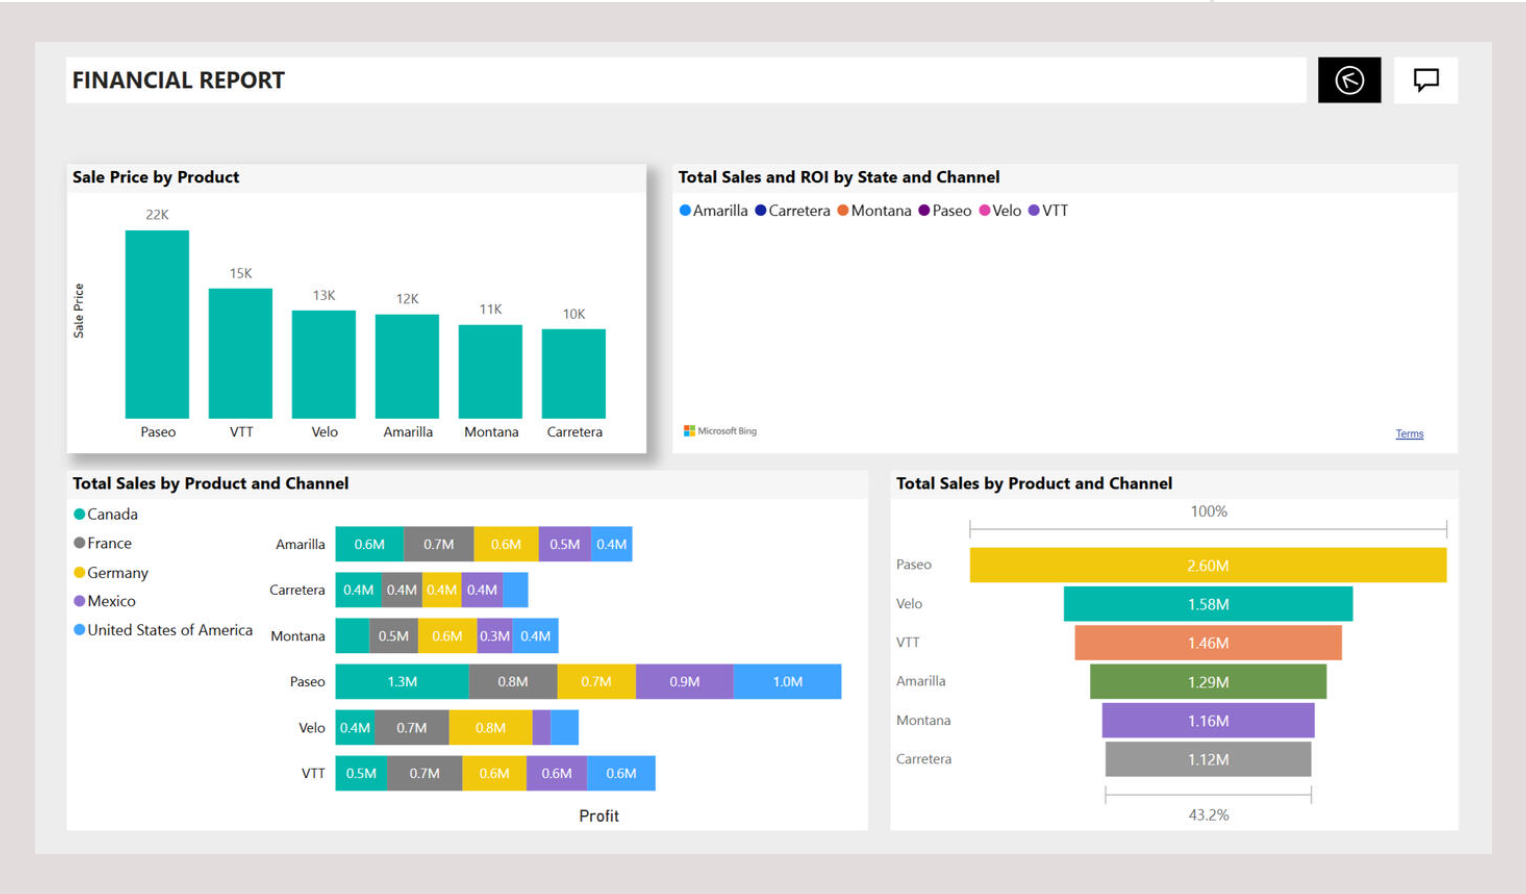 FINANCIAL REPORT
Sale Price by Product
22K
15K
13K
12K
11K
10K
Sale Price
Paseo VTT Velo Amarilla Montana Carretera
Total Sales and ROI by State and Channel
Amarilla Carretera Montana Paseo Velo VTT
Microsoft Bing
Terms
Total Sales by Product and Channel
Canada
France
Germany
Mexico
United States of America
Amarilla 0.6M 0.7M 0.6M 0.5M 0.4M
Carretera 0.4M 0.4M 0.4M 0.4M
Montana 0.5M 0.6M 0.3M 0.4M
Paseo 1.3M 0.8M 0.7M 0.9M 1.0M
Velo 0.4M 0.7M 0.8M
VTT 0.5M 0.7M 0.6M 0.6M 0.6M
Profit
Total Sales by Product and Channel
100%
Paseo 2.60M
Velo 1.58M
VTT 1.46M
Amarilla 1.29M
Montana 1.16M
Carretera 1.12M
43.2%